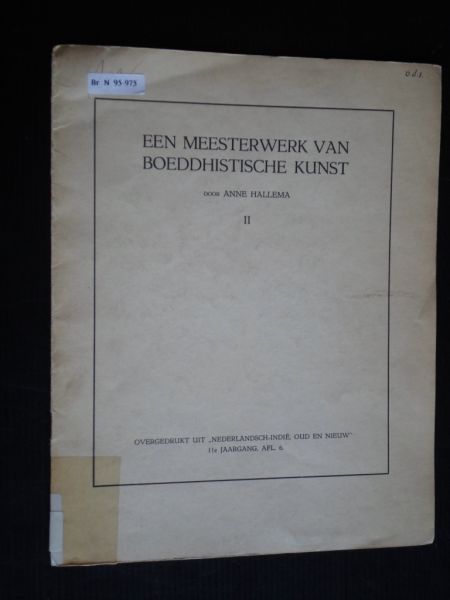 Br N 95-975
o.d.1.
EEN MEESTERWERK VAN
BOEDDHISTISCHE KUNST
DOOR ANNE HALLEMA
II
OVERGEDRUKT UIT „NEDERLANDSCH-INDIË, OUD EN NIEUW"
11e JAARGANG, AFL. 6.